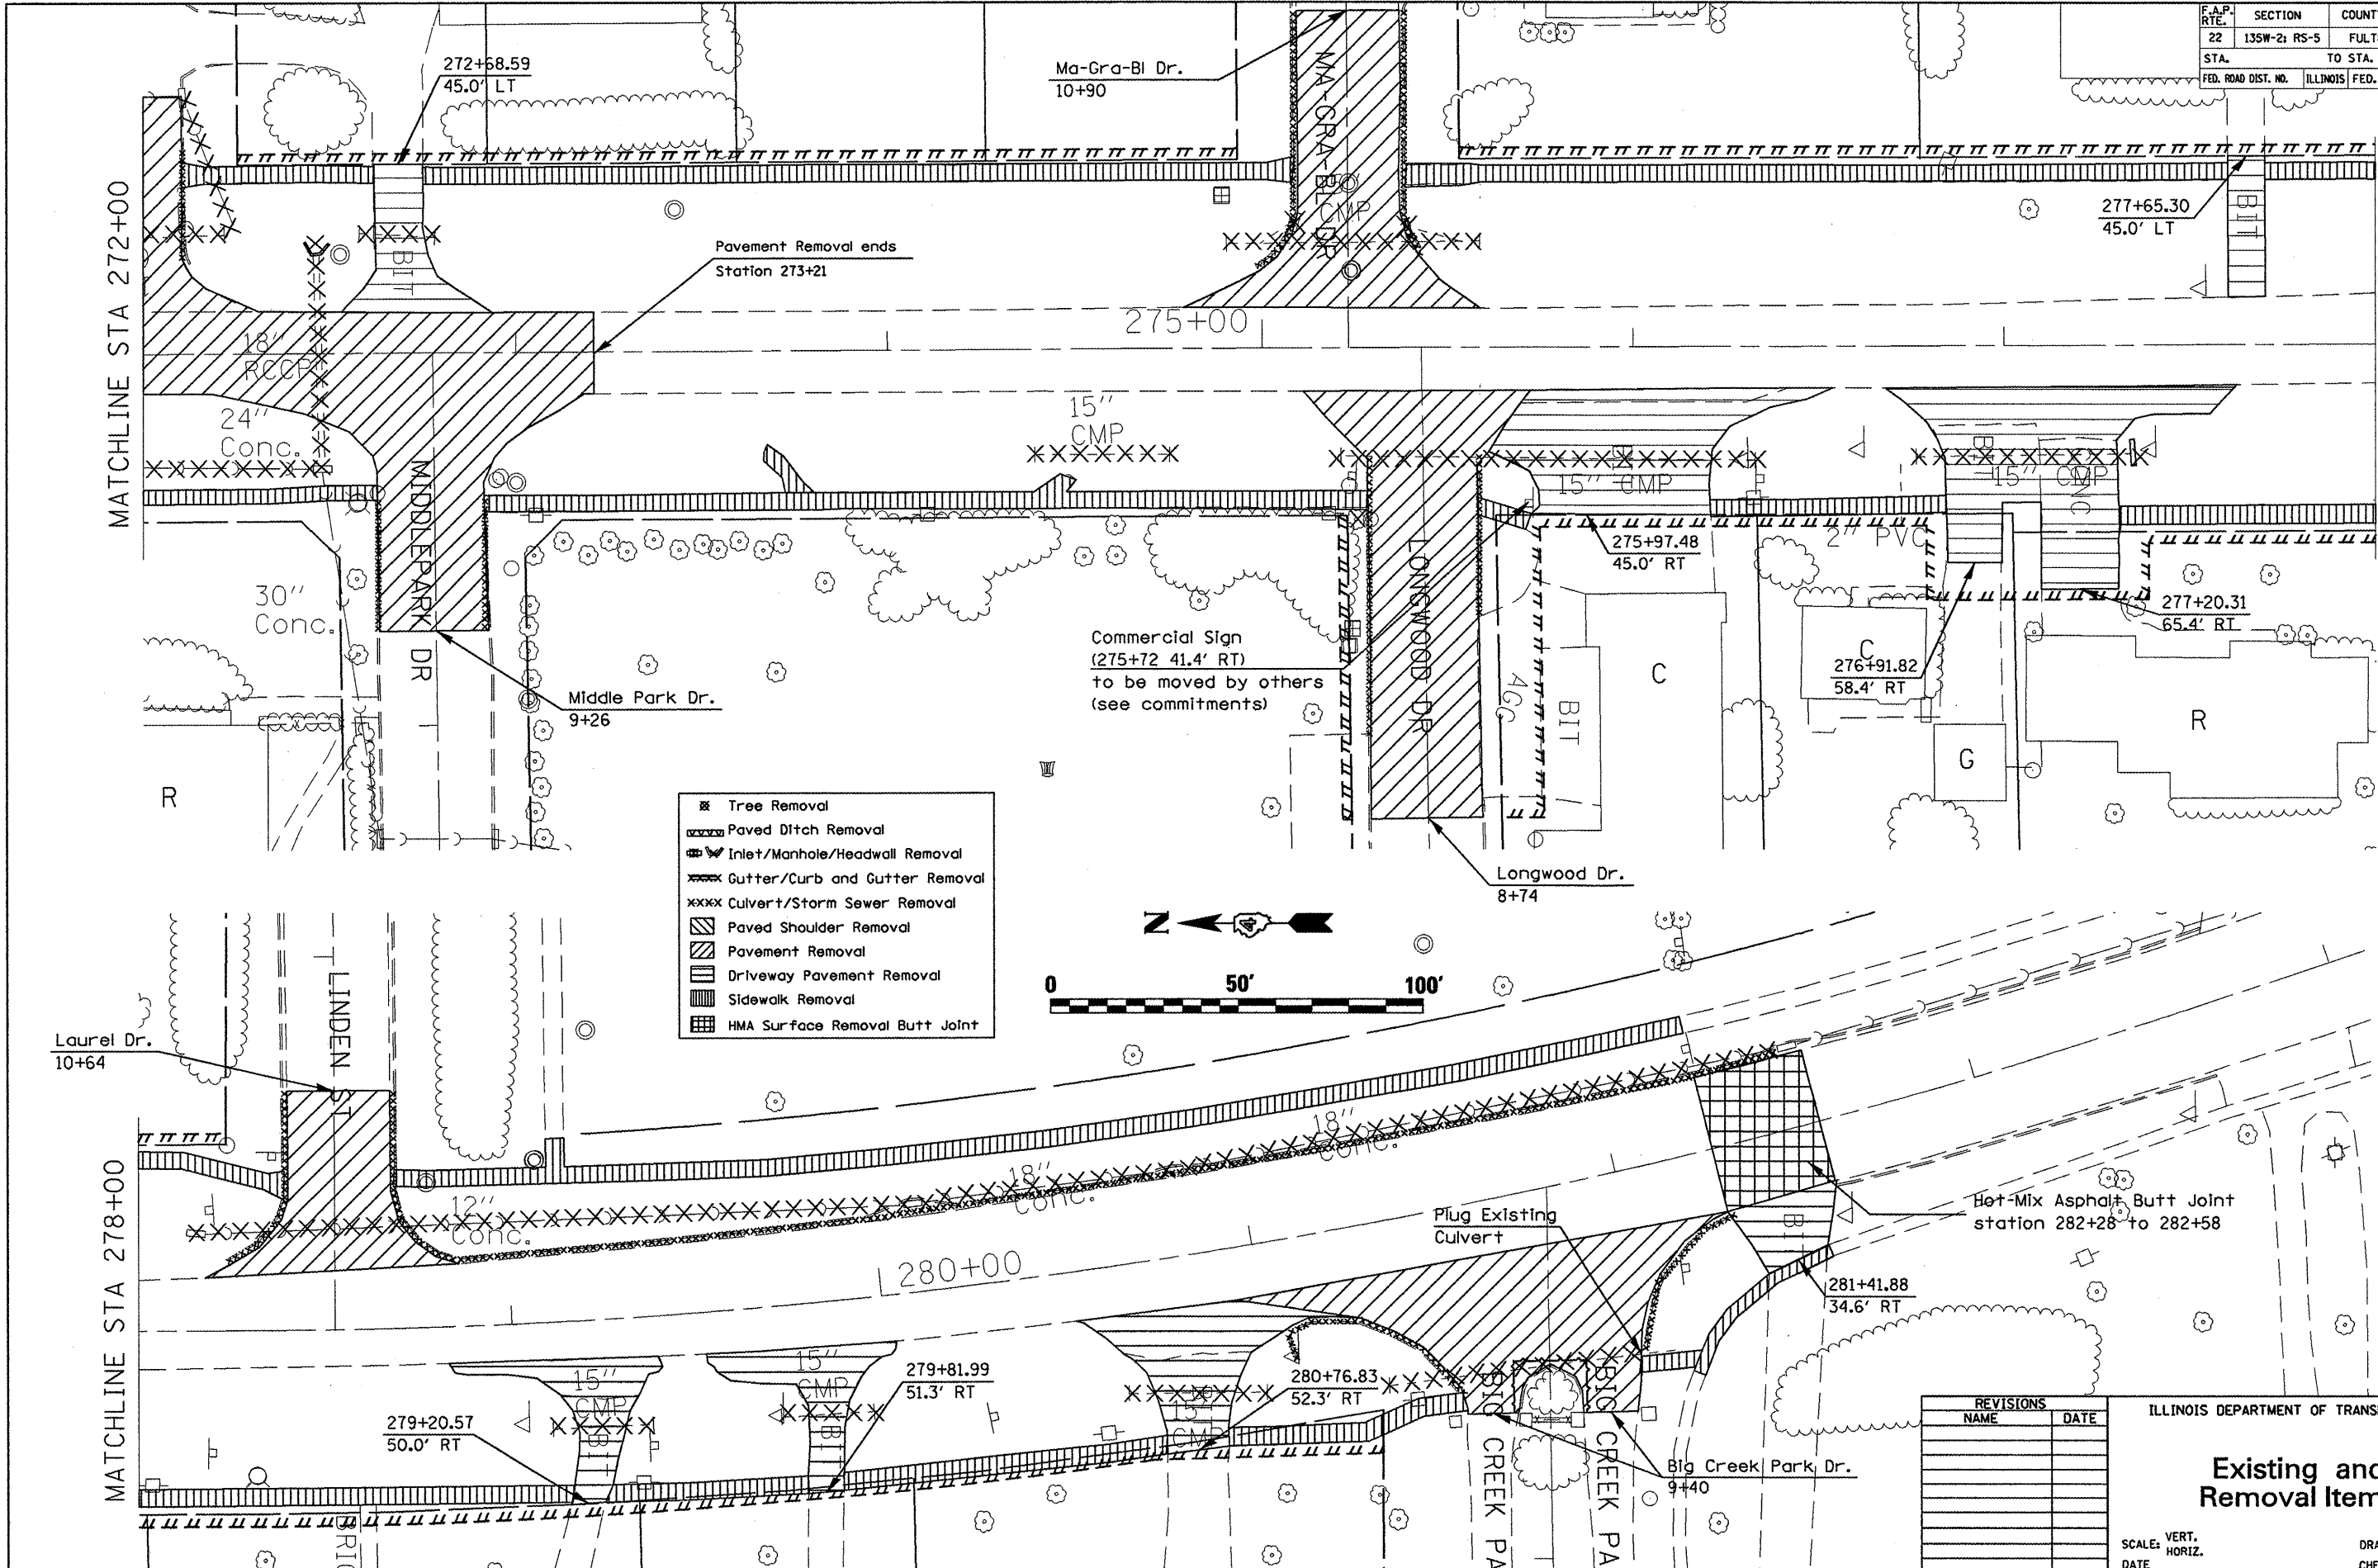 F.A.P. RTE. SECTION COUNT
22 135W-2; RS-5 FULT
STA. TO STA.
FED. ROAD DIST. NO. ILLINOIS FED.
272+68.59
45.0' LT
Ma-Gra-Bl Dr.
10+90
MA-GRA-BL DR
CMP
BIT
BIT
277+65.30
45.0' LT
MATCHLINE STA 272+00
Pavement Removal ends
Station 273+21
275+00
18"
RCCP
24"
Conc.
15"
CMP
MIDDLEPARK DR
30"
Conc.
15" CMP
15" CMP
275+97.48
45.0' RT
2" PVC
277+20.31
65.4' RT
276+91.82
58.4' RT
Commercial Sign
(275+72 41.4' RT)
to be moved by others
(see commitments)
LONGWOOD DR
AGG
BIT
C
C
G
R
R
Middle Park Dr.
9+26
Longwood Dr.
8+74
Tree Removal
Paved Ditch Removal
Inlet/Manhole/Headwall Removal
Gutter/Curb and Gutter Removal
Culvert/Storm Sewer Removal
Paved Shoulder Removal
Pavement Removal
Driveway Pavement Removal
Sidewalk Removal
HMA Surface Removal Butt Joint
N
0 50' 100'
Laurel Dr.
10+64
LINDEN ST
MATCHLINE STA 278+00
12"
Conc.
18"
Conc.
18"
Conc.
280+00
Plug Existing
Culvert
Hot-Mix Asphalt Butt Joint
station 282+28 to 282+58
281+41.88
34.6' RT
15"
CMP
BIT
15"
CMP
BIT
279+81.99
51.3' RT
280+76.83
52.3' RT
15"
CMP
279+20.57
50.0' RT
BIG CREEK PA
BIG CREEK PA
Big Creek Park Dr.
9+40
BRIC
REVISIONS
NAME DATE
ILLINOIS DEPARTMENT OF TRANS
Existing and
Removal Item
SCALE: VERT.
HORIZ.
DATE
DR
CHE